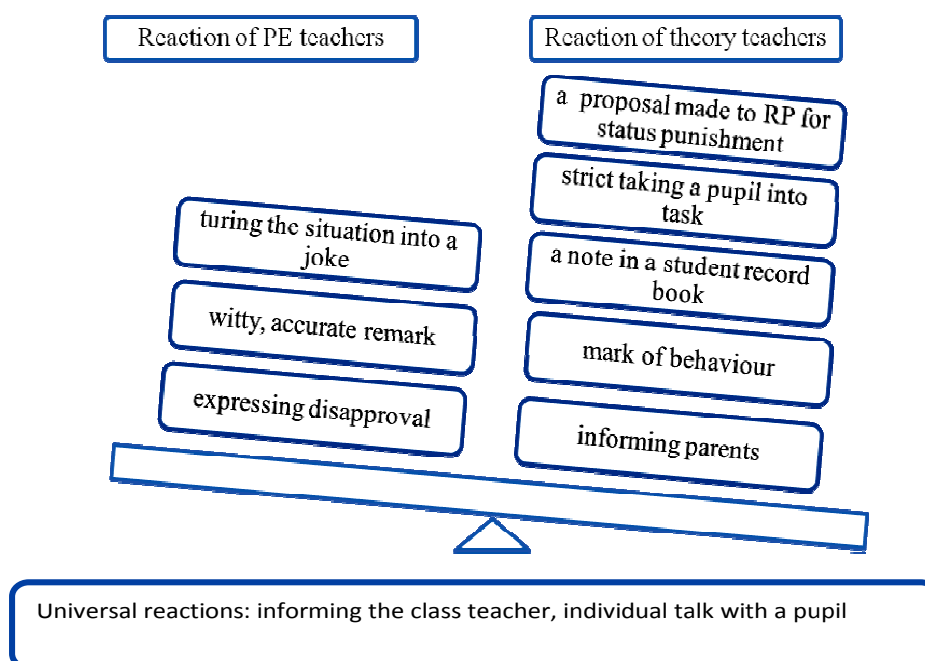 Reaction of PE teachers
turing the situation into a
joke
witty, accurate remark
expressing disapproval
Reaction of theory teachers
a proposal made to RP for
status punishment
strict taking a pupil into
task
a note in a student record
book
mark of behaviour
informing parents
Universal reactions: informing the class teacher, individual talk with a pupil